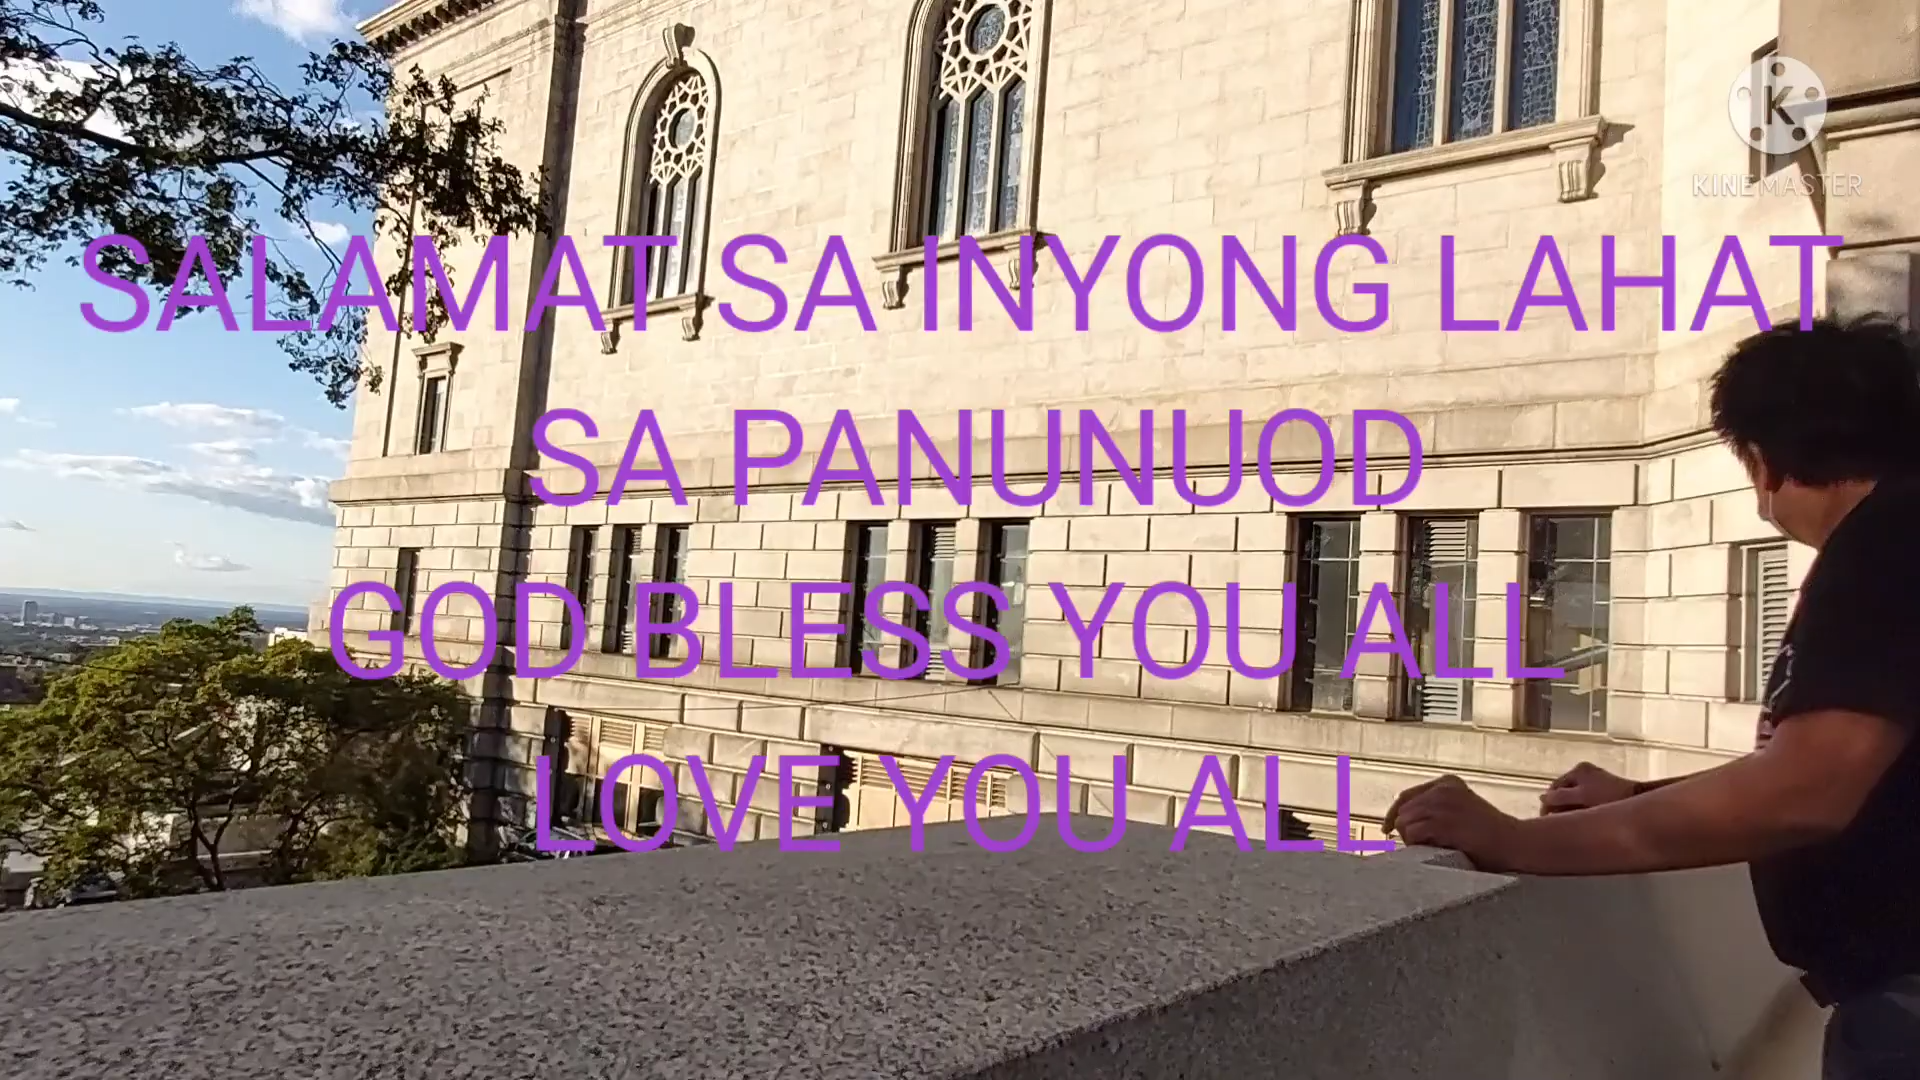 K
KINEMASTER
SALAMAT SA INYONG LAHAT
SA PANUNUOD
GOD BLESS YOU ALL
LOVE YOU ALL